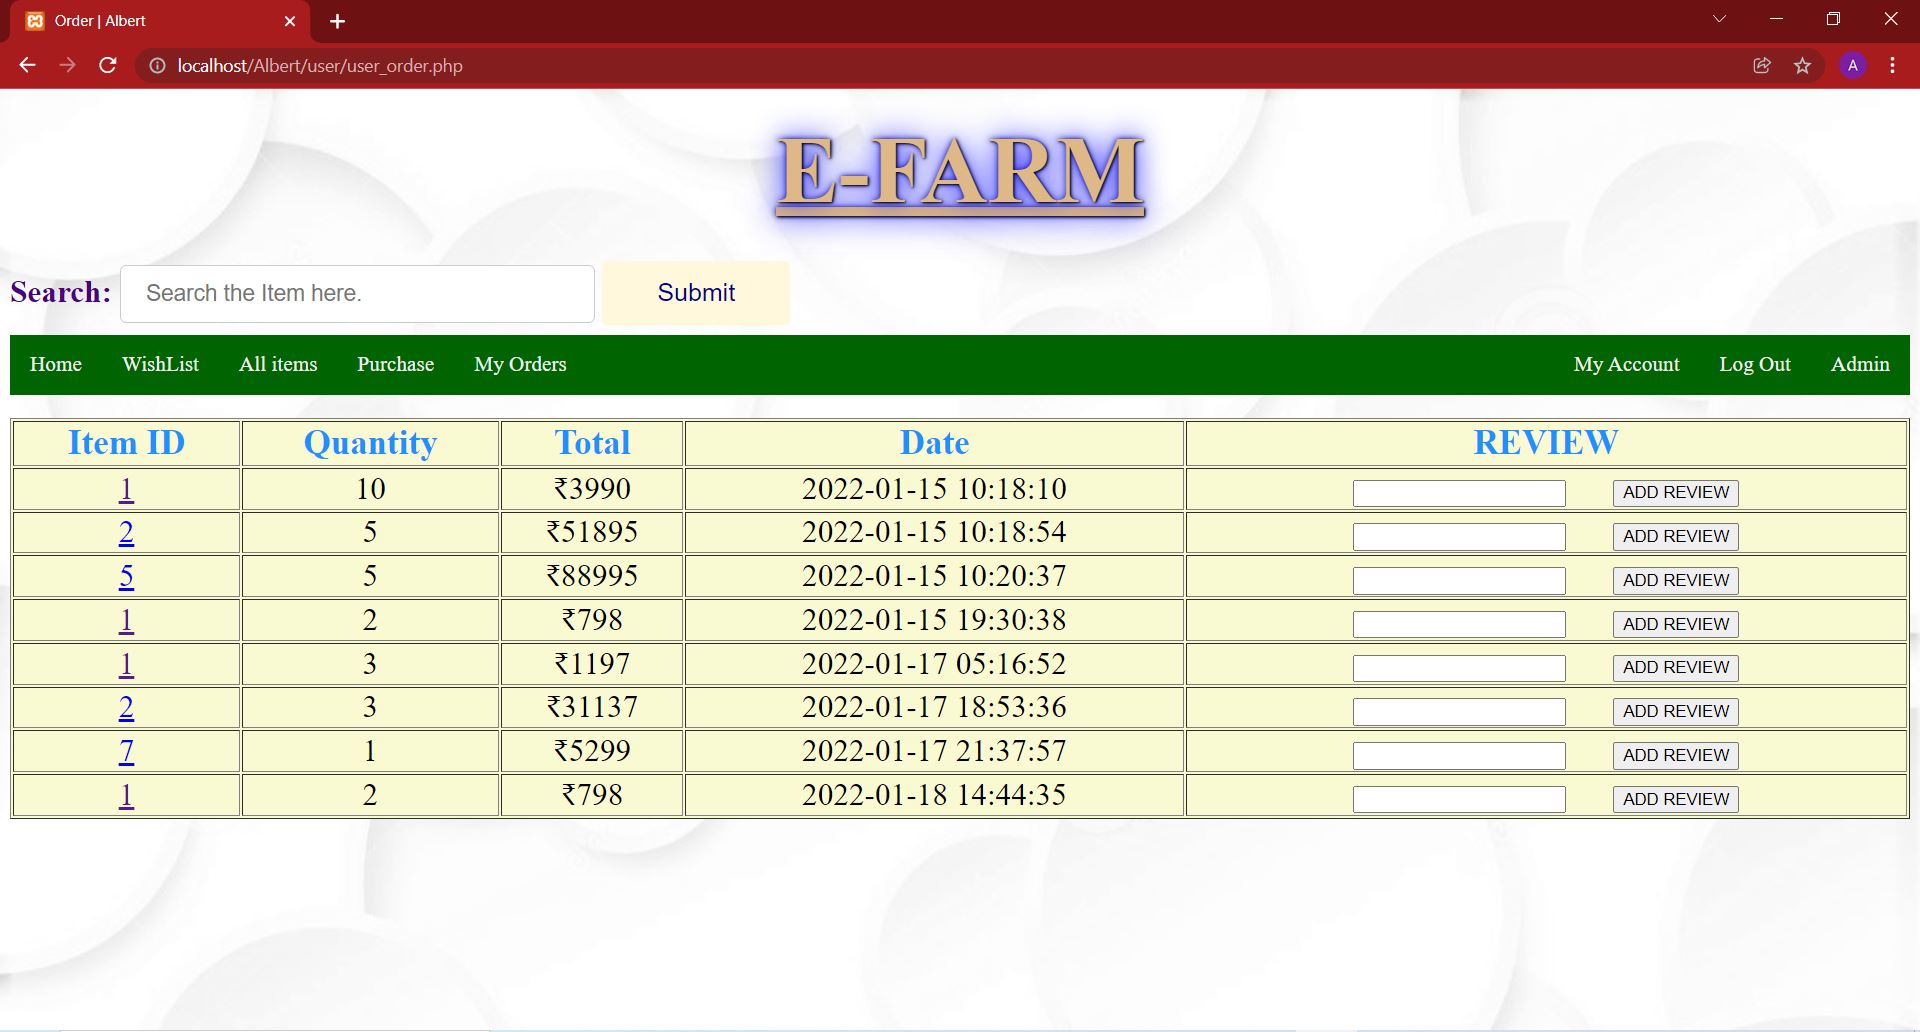 Order | Albert
localhost/Albert/user/user_order.php
A
E-FARM
Search: Search the Item here. Submit
Home WishList All items Purchase My Orders My Account Log Out Admin
Item ID Quantity Total Date REVIEW
1 10 ₹3990 2022-01-15 10:18:10 ADD REVIEW
2 5 ₹51895 2022-01-15 10:18:54 ADD REVIEW
5 5 ₹88995 2022-01-15 10:20:37 ADD REVIEW
1 2 ₹798 2022-01-15 19:30:38 ADD REVIEW
1 3 ₹1197 2022-01-17 05:16:52 ADD REVIEW
2 3 ₹31137 2022-01-17 18:53:36 ADD REVIEW
7 1 ₹5299 2022-01-17 21:37:57 ADD REVIEW
1 2 ₹798 2022-01-18 14:44:35 ADD REVIEW